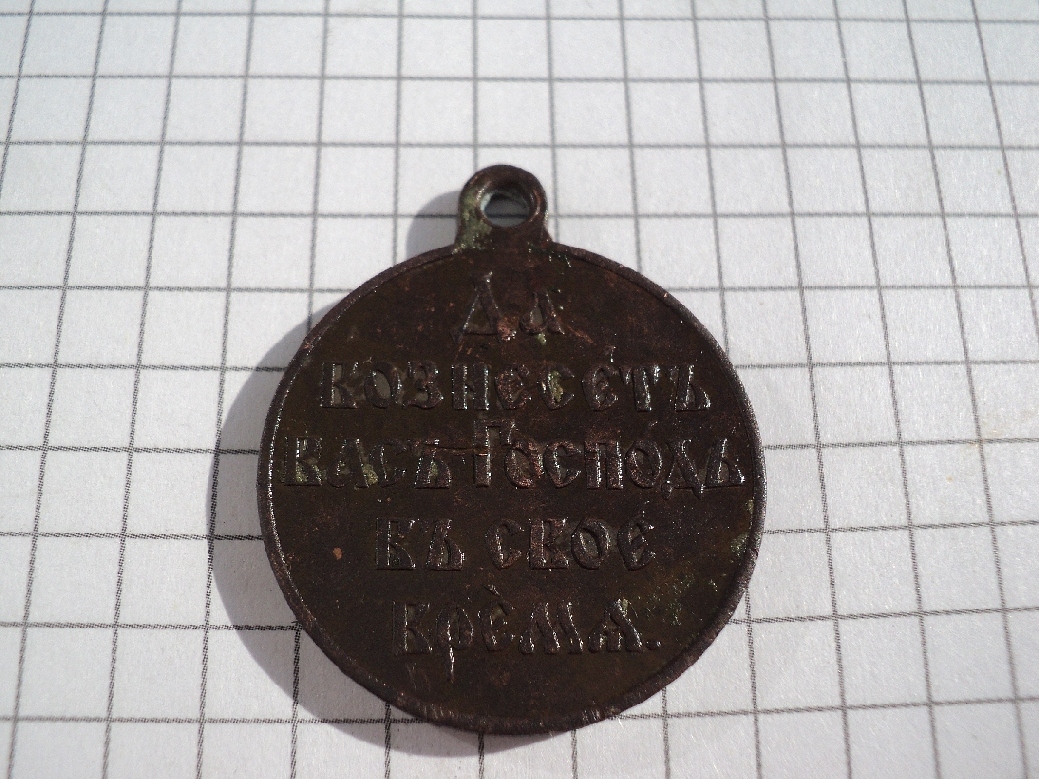 Да
вознесетъ
васъ Господь
въ свое
время.